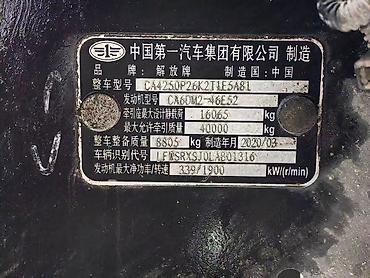 中国第一汽车集团有限公司 制造
品牌：解放牌 制造国：中国
整车型号 CA4250P26K2T1E5A81
发动机型号 CA6DM2-46E52
牵引座最大设计静载荷 16065 kg
最大允许牵引质量 40000 kg
整车整备质量 8805 kg 制造年月 2020/03
车辆识别代号 LFWSRXSJ0LAB01316
发动机最大净功率/转速 339/1900 kW/(r/min)